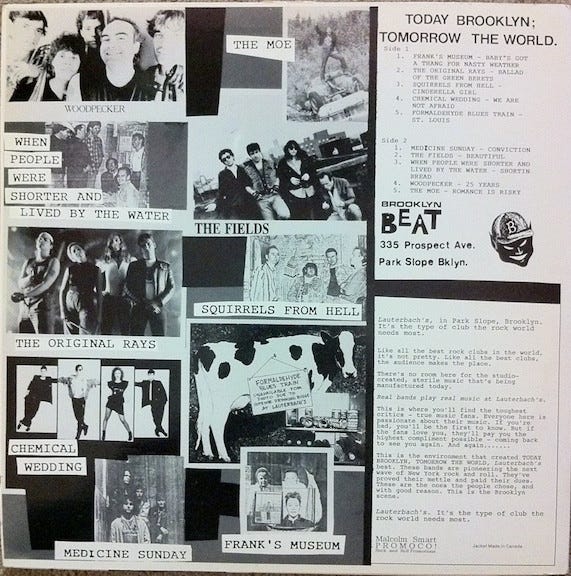 WOODPECKER
THE MOE
WHEN
PEOPLE
WERE
SHORTER AND
LIVED BY THE WATER
THE FIELDS
THE ORIGINAL RAYS
SQUIRRELS FROM HELL
FORMALDEHYDE
BLUES TRAIN
UNAVAILABLE FOR
PHOTO DUE TO
AT LAUTERBACH'S
CHEMICAL
WEDDING
MEDICINE SUNDAY
FRANK'S MUSEUM
TODAY BROOKLYN;
TOMORROW THE WORLD.
Side 1
1. FRANK'S MUSEUM - BABY'S GOT
A THANG FOR NASTY WEATHER
2. THE ORIGINAL RAYS - BALLAD
OF THE GREEN BERETS
3. SQUIRRELS FROM HELL -
CINDERELLA GIRL
4. CHEMICAL WEDDING - WE ARE
NOT AFRAID
5. FORMALDEHYDE BLUES TRAIN -
ST. LOUIS
Side 2
1. MEDICINE SUNDAY - CONVICTION
2. THE FIELDS - BEAUTIFUL
3. WHEN PEOPLE WERE SHORTER AND
LIVED BY THE WATER - SHORTIN
BREAD
4. WOODPECKER - 25 YEARS
5. THE MOE - ROMANCE IS RISKY
BROOKLYN
BEAT
335 Prospect Ave.
Park Slope Bklyn.
B
Lauterbach's, in Park Slope, Brooklyn.
It's the type of club the rock world
needs most.
Like all the best rock clubs in the world,
it's not pretty. Like all the best clubs,
the audience makes the place.
There's no room here for the studio-
created, sterile music that's being
manufactured today.
Real bands play real music at Lauterbach's.
This is where you'll find the toughest
critics - true music fans. Everyone here is
passionate about their music. If you're
bad, you'll be the first to know. But if
the fans love you, they'll pay you the
highest compliment possible - coming back
to see you again. And again.....
This is the environment that created TODAY
BROOKLYN, TOMORROW THE WORLD, Lauterbach's
best. These bands are pioneering the next
wave of New York rock and roll. They've
proved their mettle and paid their dues.
These are the ones the people chose, and
with good reason. This is the Brooklyn
scene.
Lauterbach's. It's the type of club the
rock world needs most.
Malcolm Smart
PROMOCO!
Rock and Roll Promotions
Jacket Made in Canada